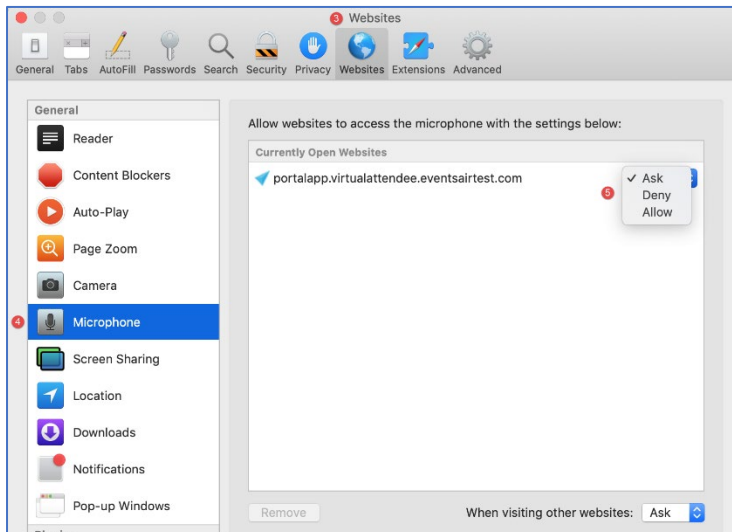 3 Websites
General Tabs AutoFill Passwords Search Security Privacy Websites Extensions Advanced
General
Reader
Content Blockers
Auto-Play
Page Zoom
Camera
4 Microphone
Screen Sharing
Location
Downloads
Notifications
Pop-up Windows
Allow websites to access the microphone with the settings below:
Currently Open Websites
portalapp.virtualattendee.eventsairtest.com
5
✓ Ask
Deny
Allow
Remove
When visiting other websites: Ask